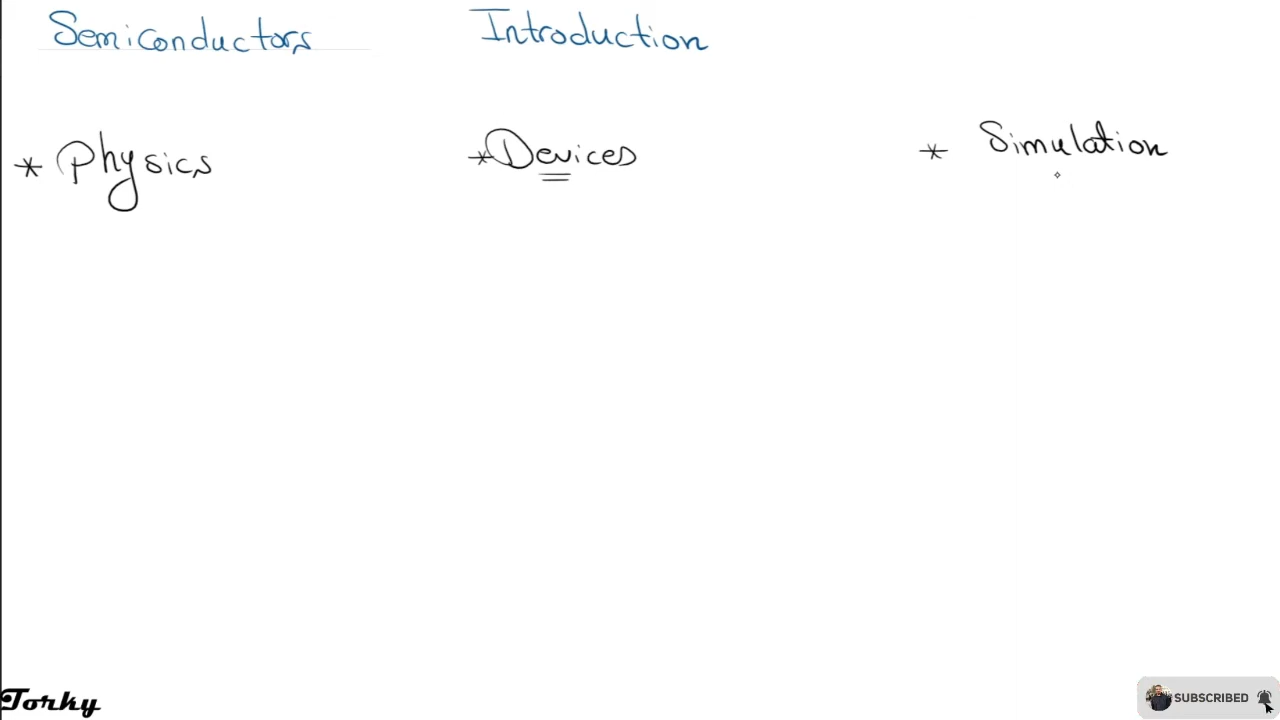 Semiconductors Introduction
* Physics * Devices * Simulation
Torky
SUBSCRIBED